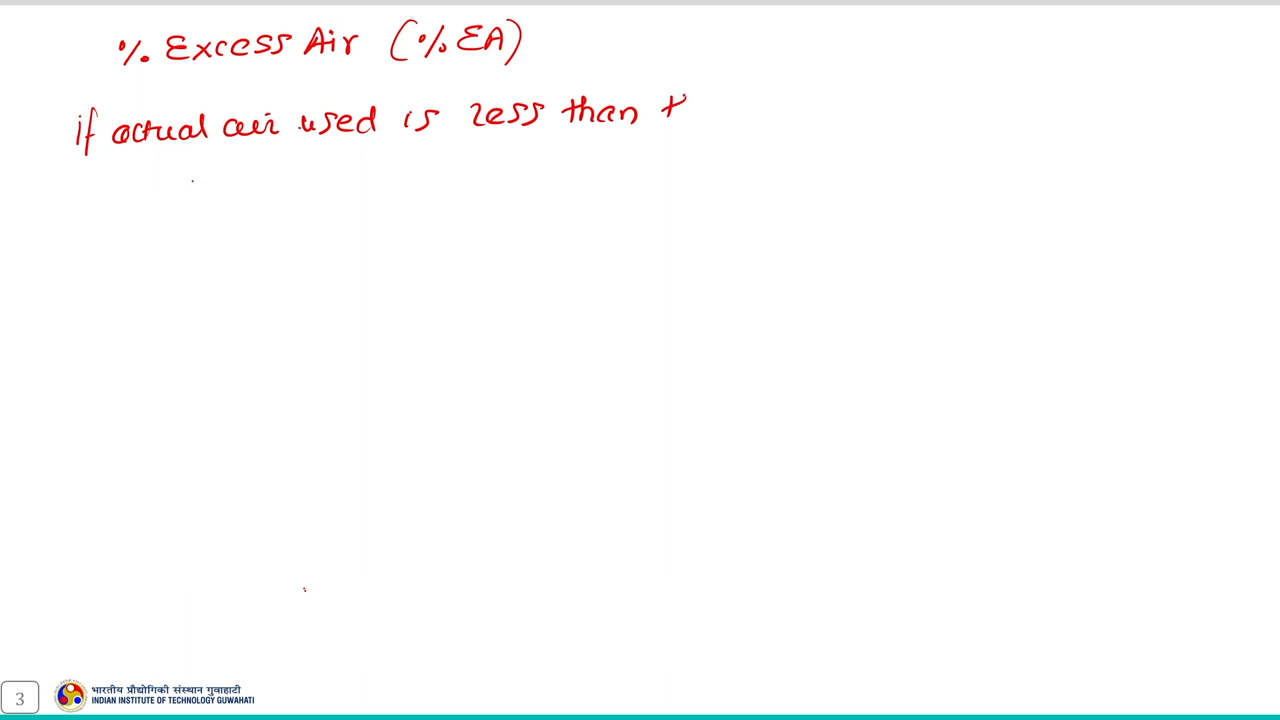 % Excess Air (% EA)
if actual air used is less than t
3
भारतीय प्रौद्योगिकी संस्थान गुवाहाटी
INDIAN INSTITUTE OF TECHNOLOGY GUWAHATI